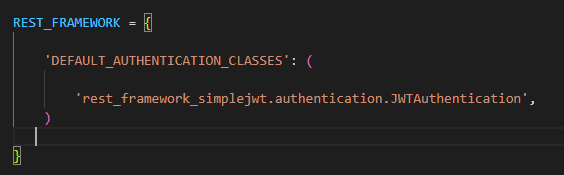 REST_FRAMEWORK = {
'DEFAULT_AUTHENTICATION_CLASSES': (
'rest_framework_simplejwt.authentication.JWTAuthentication',
)
}